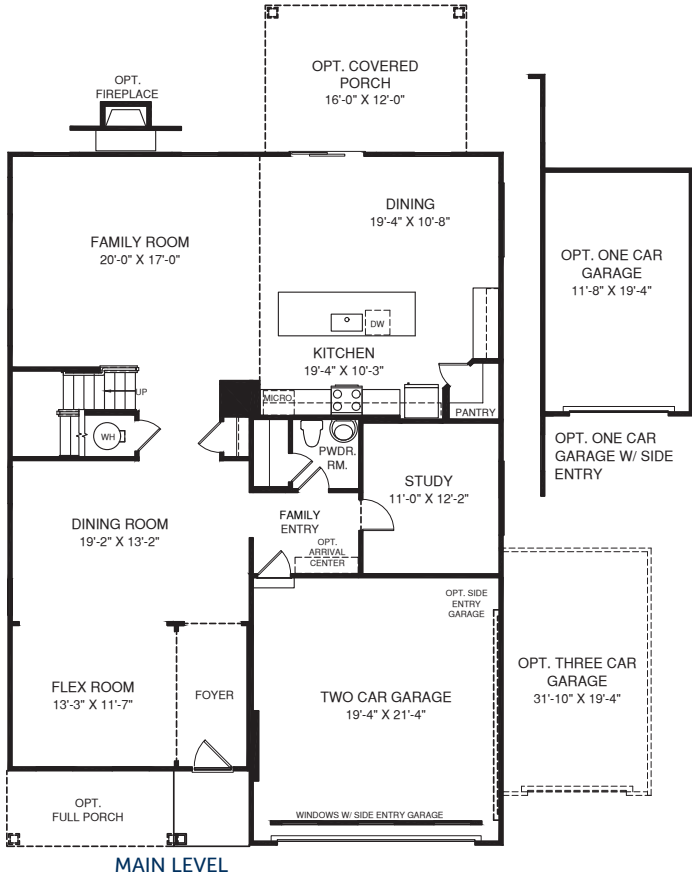 OPT. COVERED
PORCH
16'-0" X 12'-0"
OPT.
FIREPLACE
DINING
19'-4" X 10'-8"
FAMILY ROOM
20'-0" X 17'-0"
OPT. ONE CAR
GARAGE
11'-8" X 19'-4"
DW
KITCHEN
19'-4" X 10'-3"
UP
MICRO
PANTRY
WH
OPT. ONE CAR
GARAGE W/ SIDE
ENTRY
PWDR.
RM.
STUDY
11'-0" X 12'-2"
FAMILY
ENTRY
DINING ROOM
19'-2" X 13'-2"
OPT.
ARRIVAL
CENTER
OPT. SIDE
ENTRY
GARAGE
OPT. THREE CAR
GARAGE
31'-10" X 19'-4"
FLEX ROOM
13'-3" X 11'-7"
FOYER
TWO CAR GARAGE
19'-4" X 21'-4"
OPT.
FULL PORCH
WINDOWS W/ SIDE ENTRY GARAGE
MAIN LEVEL